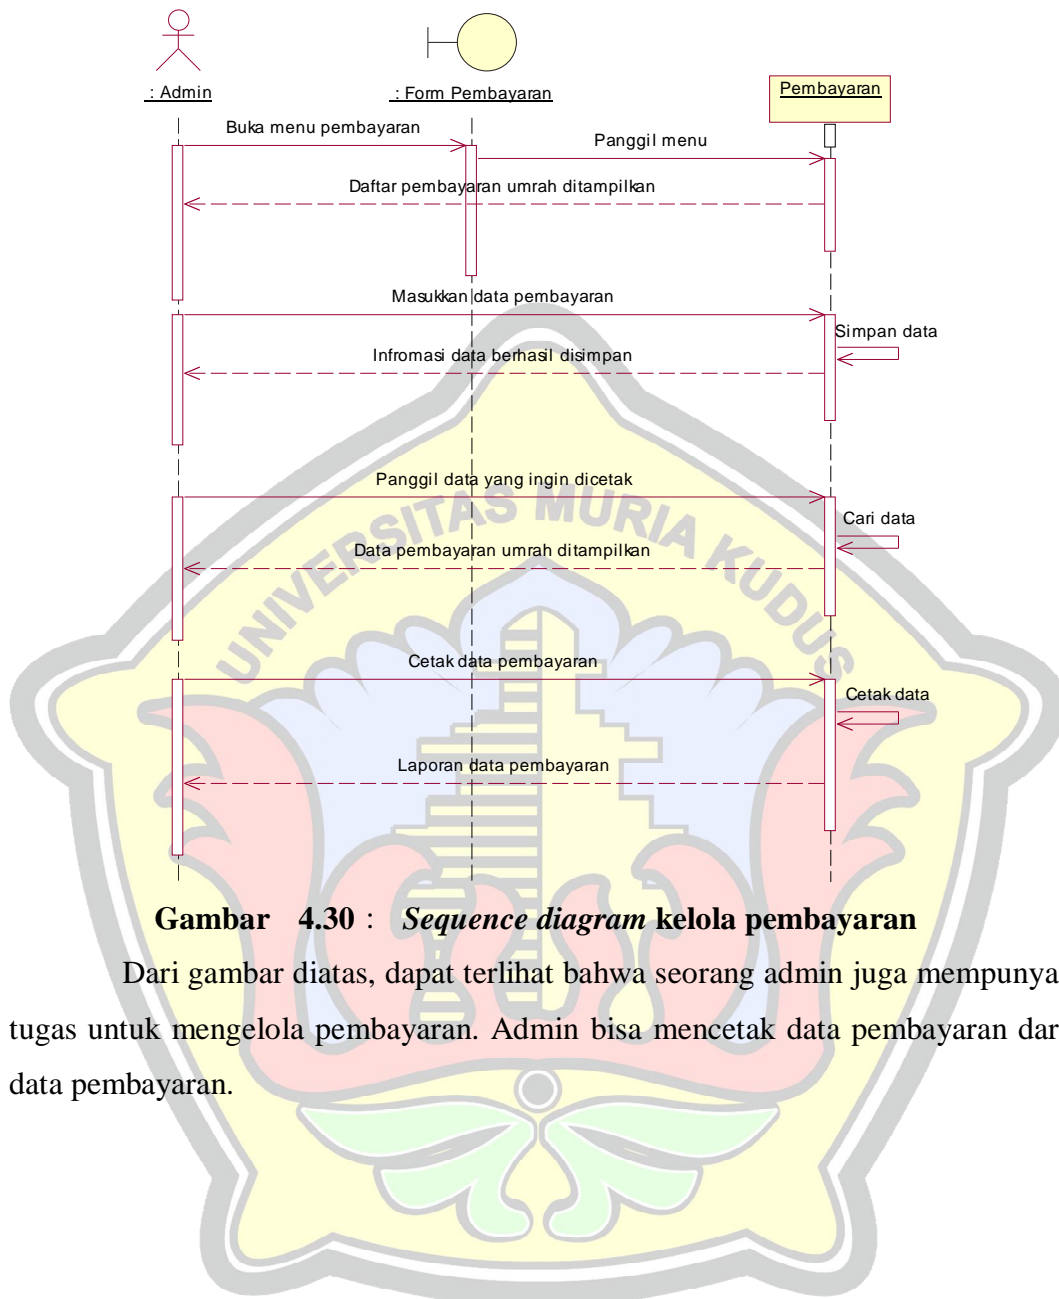 : Admin
: Form Pembayaran
Pembayaran
Buka menu pembayaran
Panggil menu
Daftar pembayaran umrah ditampilkan
Masukkan data pembayaran
Simpan data
Infromasi data berhasil disimpan
Panggil data yang ingin dicetak
UNIVERSITAS MURIA KUDUS
Cari data
Data pembayaran umrah ditampilkan
Cetak data pembayaran
Cetak data
Laporan data pembayaran
Gambar 4.30 : Sequence diagram kelola pembayaran
Dari gambar diatas, dapat terlihat bahwa seorang admin juga mempunya
tugas untuk mengelola pembayaran. Admin bisa mencetak data pembayaran dar
data pembayaran.